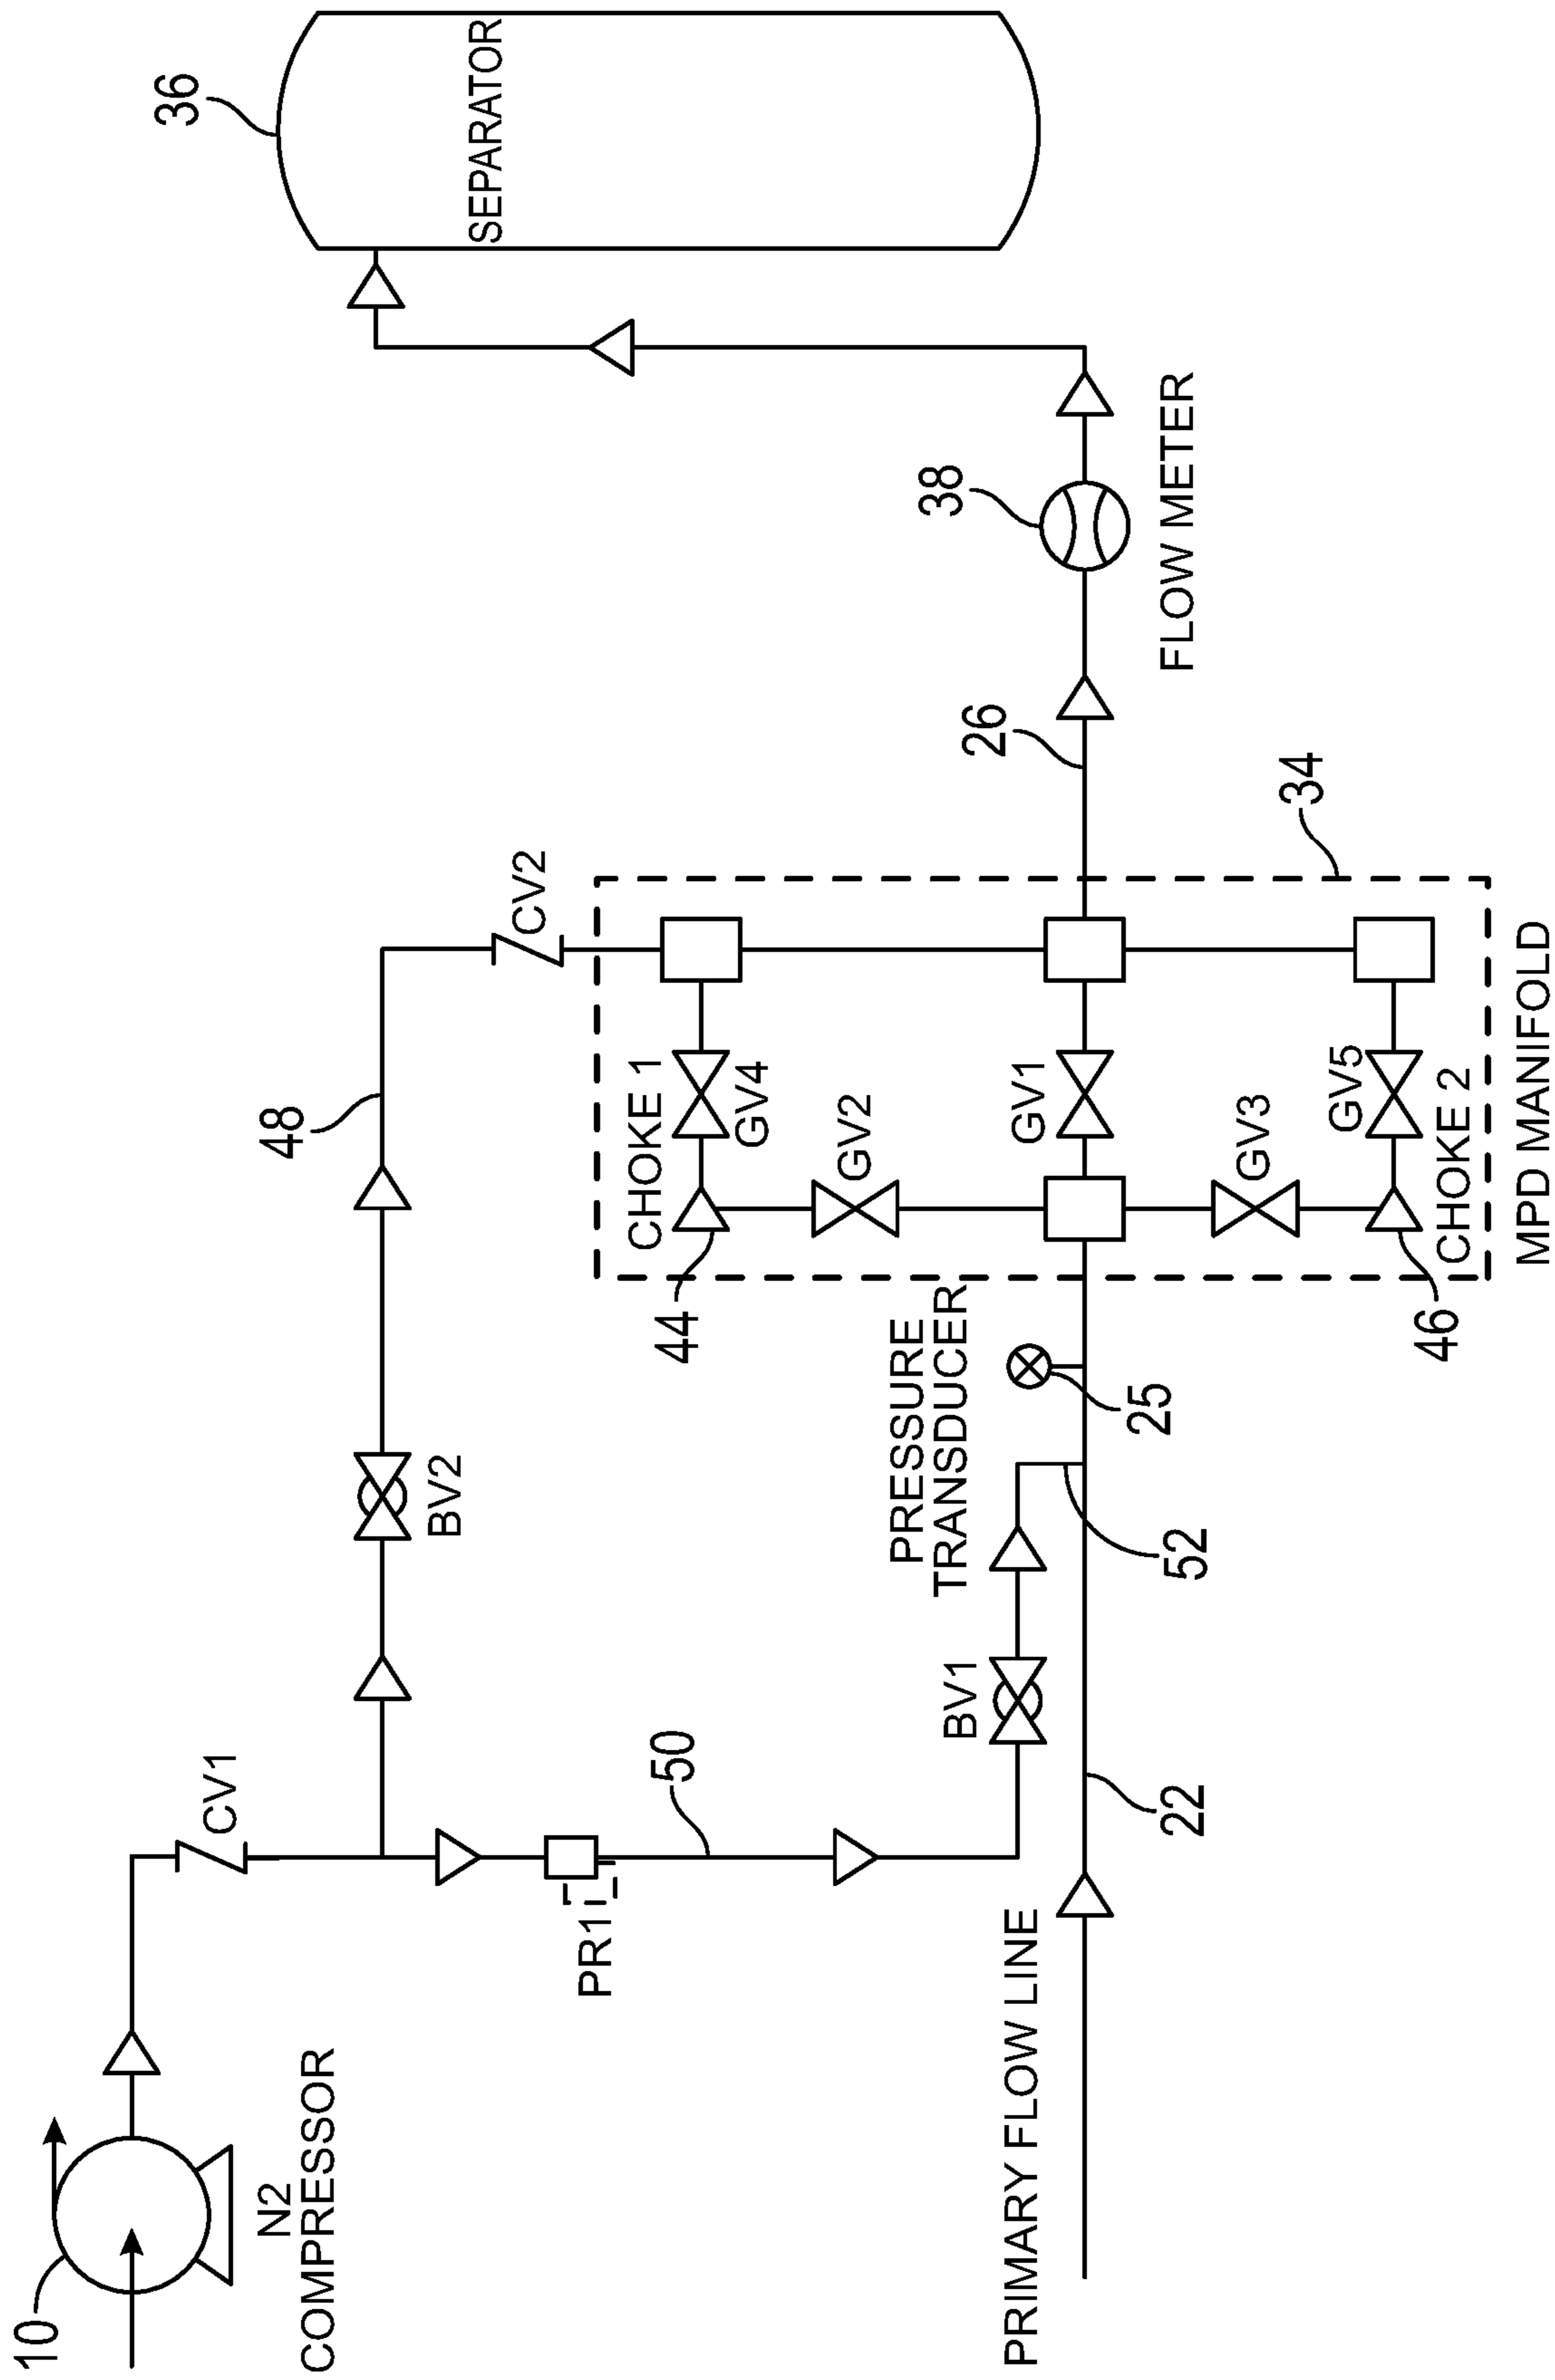 10
N2
COMPRESSOR
CV1
BV2
48
CV2
36
SEPARATOR
PR1
50
BV1
PRESSURE
TRANSDUCER
25
52
22
PRIMARY FLOW LINE
44
CHOKE 1
GV4
GV2
GV1
GV3
GV5
CHOKE 2
46
MPD MANIFOLD
34
26
38
FLOW METER